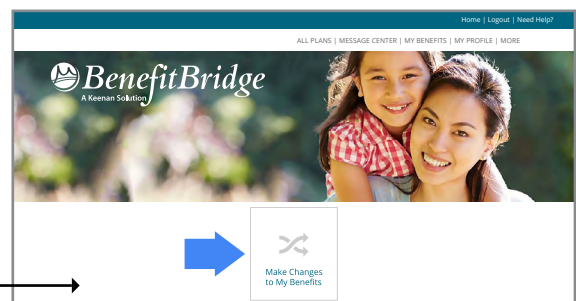 Home | Logout | Need Help?
ALL PLANS | MESSAGE CENTER | MY BENEFITS | MY PROFILE | MORE
BenefitBridge
A Keenan Solution
Make Changes
to My Benefits